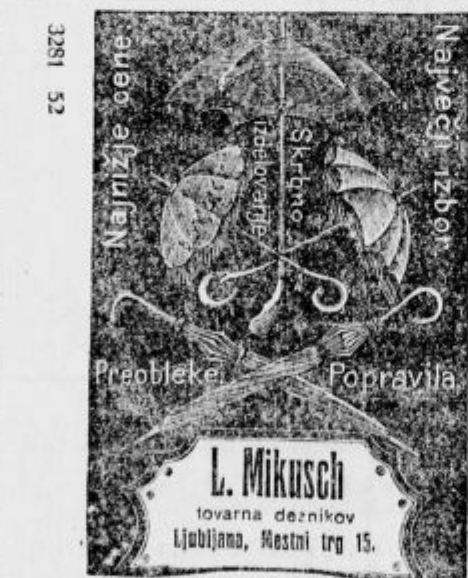 3281 52
Najnižje cene
Največji izbor
Skrbno
izdelovanje
Preobleke.
Popravila.
L. Mikusch
tovarna dežnikov
Ljubljana, Mestni trg 15.